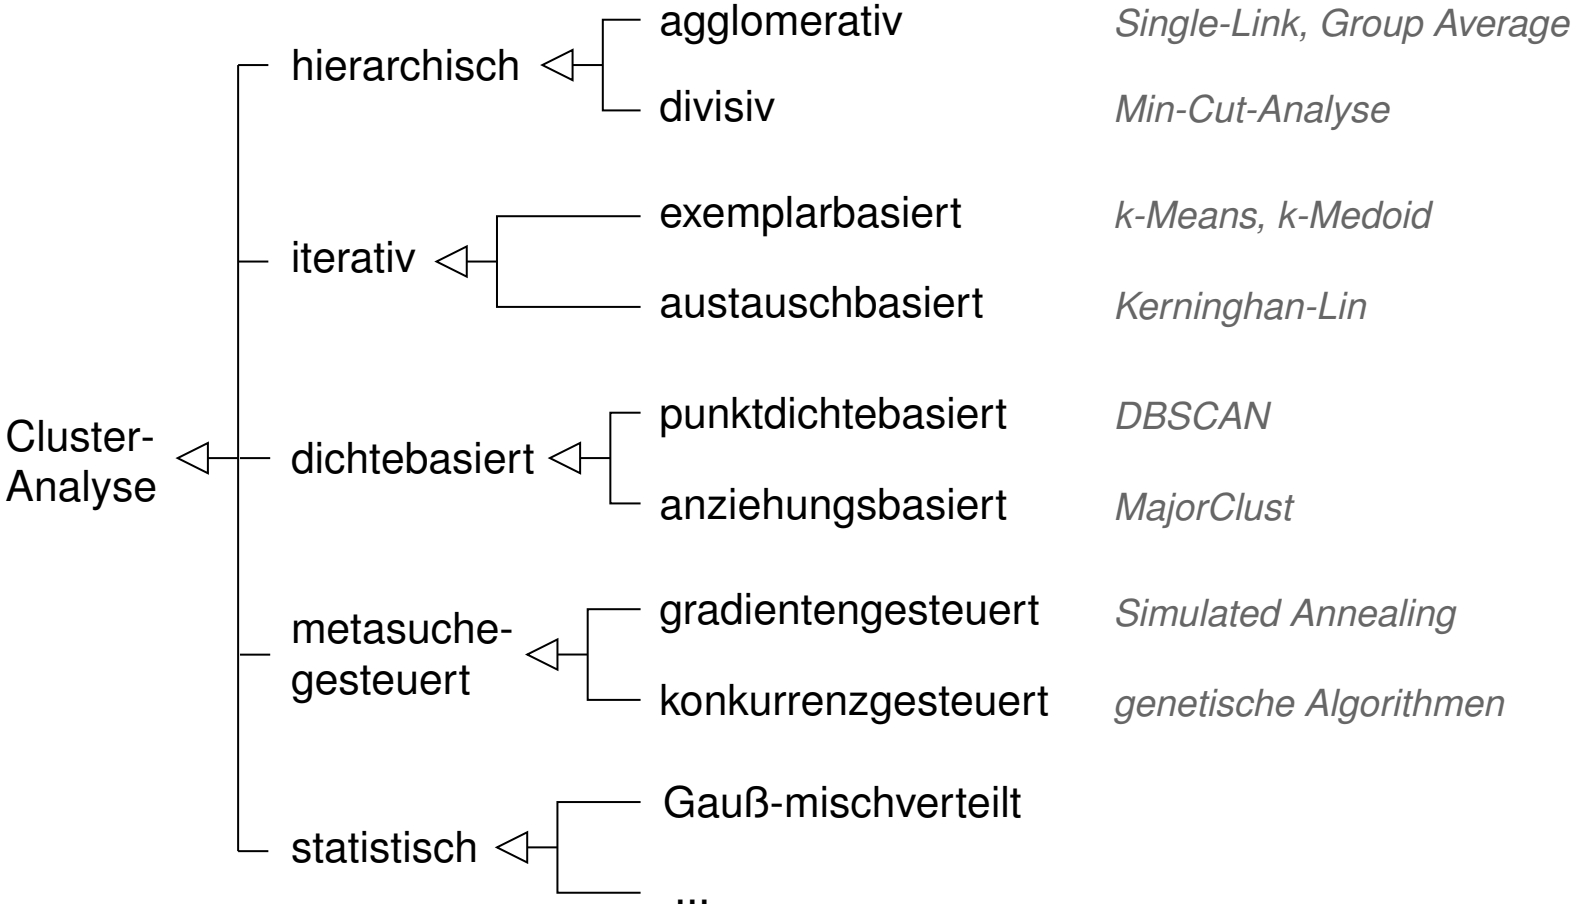 agglomerativ Single-Link, Group Average
hierarchisch
divisiv Min-Cut-Analyse
exemplarbasiert k-Means, k-Medoid
iterativ
austauschbasiert Kerninghan-Lin
punktdichtebasiert DBSCAN
Cluster-
Analyse
dichtebasiert
anziehungsbasiert MajorClust
gradientengesteuert Simulated Annealing
metasuche-
gesteuert
konkurrenzgesteuert genetische Algorithmen
Gauß-mischverteilt
statistisch
...